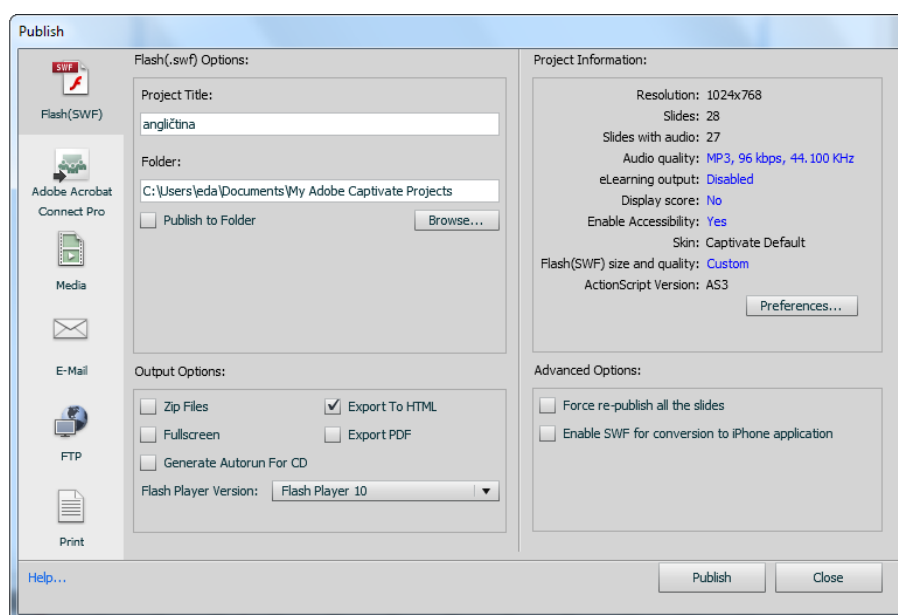 Publish
SWF
Flash(SWF)
Adobe Acrobat
Connect Pro
Media
E-Mail
FTP
Print
Flash(.swf) Options:
Project Title:
angličtina
Folder:
C:\Users\eda\Documents\My Adobe Captivate Projects
Publish to Folder
Browse...
Output Options:
Zip Files
Export To HTML
Fullscreen
Export PDF
Generate Autorun For CD
Flash Player Version: Flash Player 10
Project Information:
Resolution: 1024x768
Slides: 28
Slides with audio: 27
Audio quality: MP3, 96 kbps, 44.100 KHz
eLearning output: Disabled
Display score: No
Enable Accessibility: Yes
Skin: Captivate Default
Flash(SWF) size and quality: Custom
ActionScript Version: AS3
Preferences...
Advanced Options:
Force re-publish all the slides
Enable SWF for conversion to iPhone application
Help...
Publish
Close